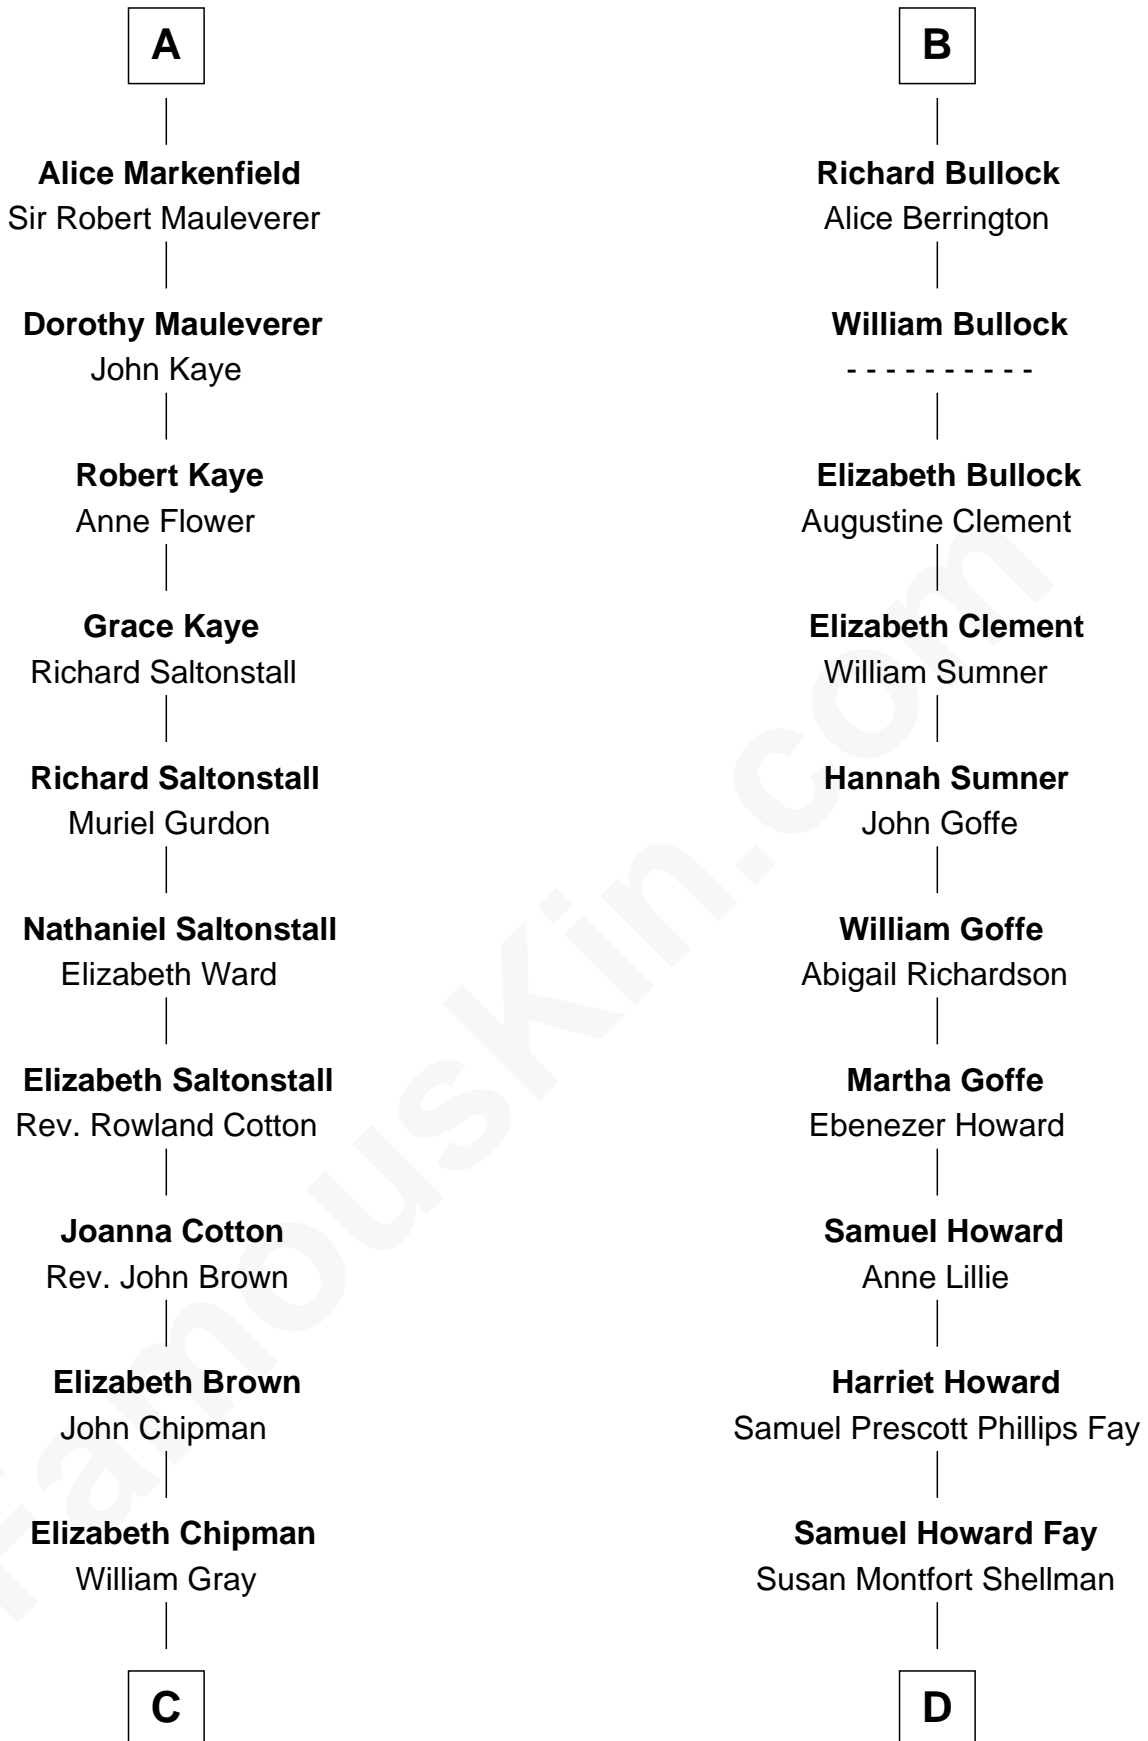 A
Alice Markenfield
Sir Robert Mauleverer
Dorothy Mauleverer
John Kaye
Robert Kaye
Anne Flower
Grace Kaye
Richard Saltonstall
Richard Saltonstall
Muriel Gurdon
Nathaniel Saltonstall
Elizabeth Ward
Elizabeth Saltonstall
Rev. Rowland Cotton
Joanna Cotton
Rev. John Brown
Elizabeth Brown
John Chipman
Elizabeth Chipman
William Gray
C
B
Richard Bullock
Alice Berrington
William Bullock
- - - - - - - - - -
Elizabeth Bullock
Augustine Clement
Elizabeth Clement
William Sumner
Hannah Sumner
John Goffe
William Goffe
Abigail Richardson
Martha Goffe
Ebenezer Howard
Samuel Howard
Anne Lillie
Harriet Howard
Samuel Prescott Phillips Fay
Samuel Howard Fay
Susan Montfort Shellman
D
FamousKin.com